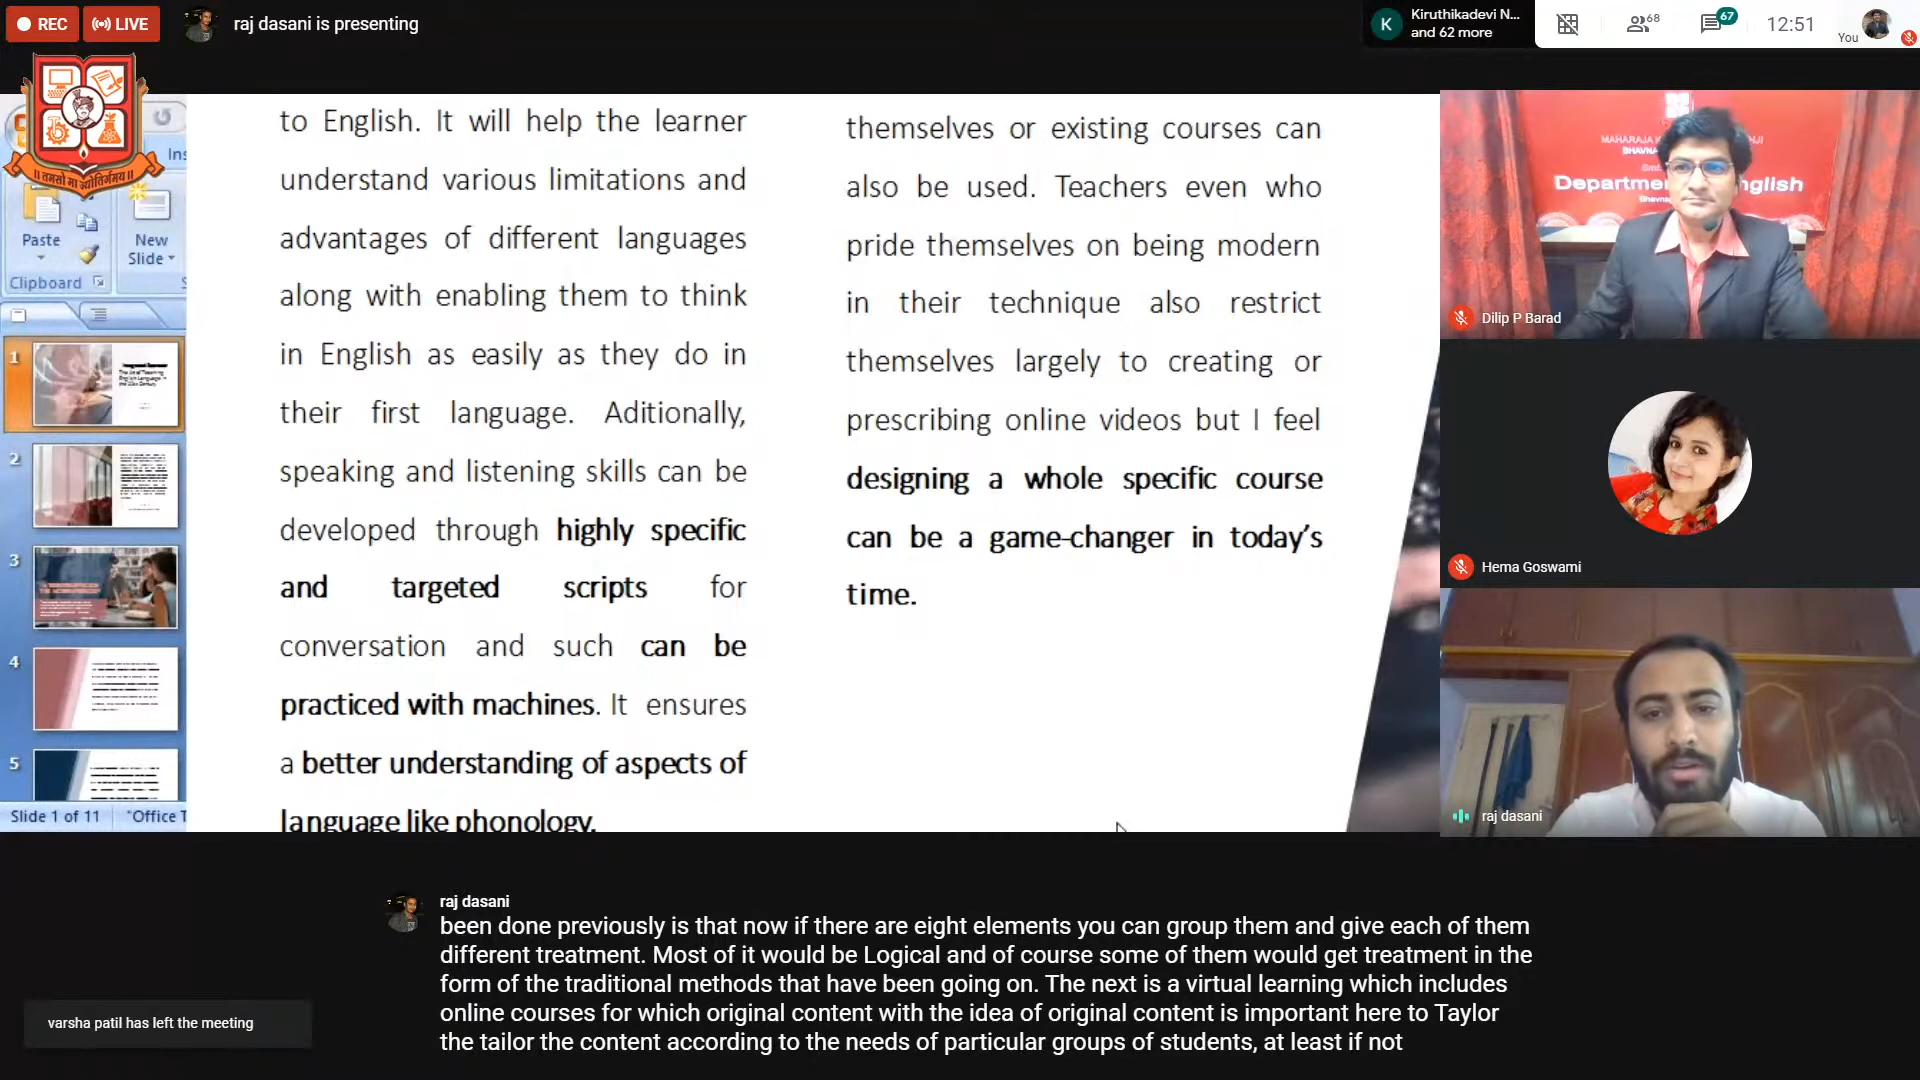 REC
LIVE
raj dasani is presenting
K
Kiruthikadevi N...
and 62 more
68
67
12:51
You
॥ तमसो मा ज्योतिर्गमय ॥
Ins
Paste
New
Slide
Clipboard
1
2
3
4
5
Slide 1 of 11
"Office T
to English. It will help the learner
understand various limitations and
advantages of different languages
along with enabling them to think
in English as easily as they do in
their first language. Aditionally,
speaking and listening skills can be
developed through highly specific
and targeted scripts for
conversation and such can be
practiced with machines. It ensures
a better understanding of aspects of
language like phonology.
themselves or existing courses can
also be used. Teachers even who
pride themselves on being modern
in their technique also restrict
themselves largely to creating or
prescribing online videos but I feel
designing a whole specific course
can be a game-changer in today's
time.
MAHARAJA K
BHAVNA
Departme nglish
Dilip P Barad
Hema Goswami
raj dasani
raj dasani
been done previously is that now if there are eight elements you can group them and give each of them
different treatment. Most of it would be Logical and of course some of them would get treatment in the
form of the traditional methods that have been going on. The next is a virtual learning which includes
online courses for which original content with the idea of original content is important here to Taylor
the tailor the content according to the needs of particular groups of students, at least if not
varsha patil has left the meeting